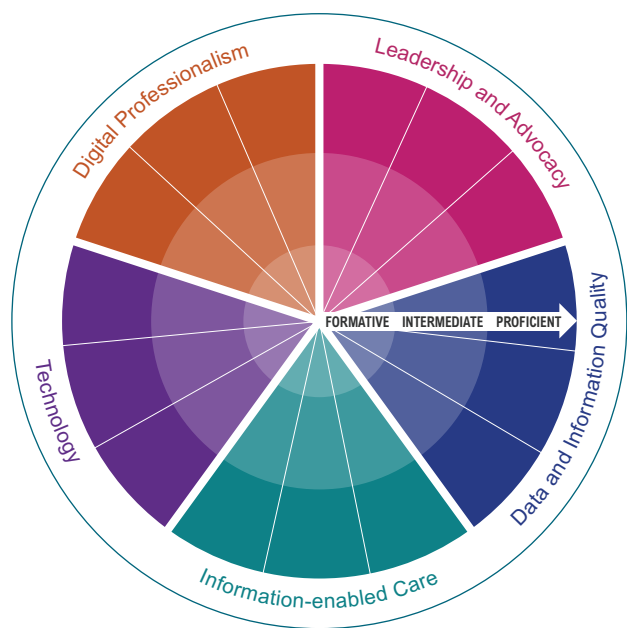 Digital Professionalism
Leadership and Advocacy
FORMATIVE INTERMEDIATE PROFICIENT
Data and Information Quality
Technology
Information-enabled Care